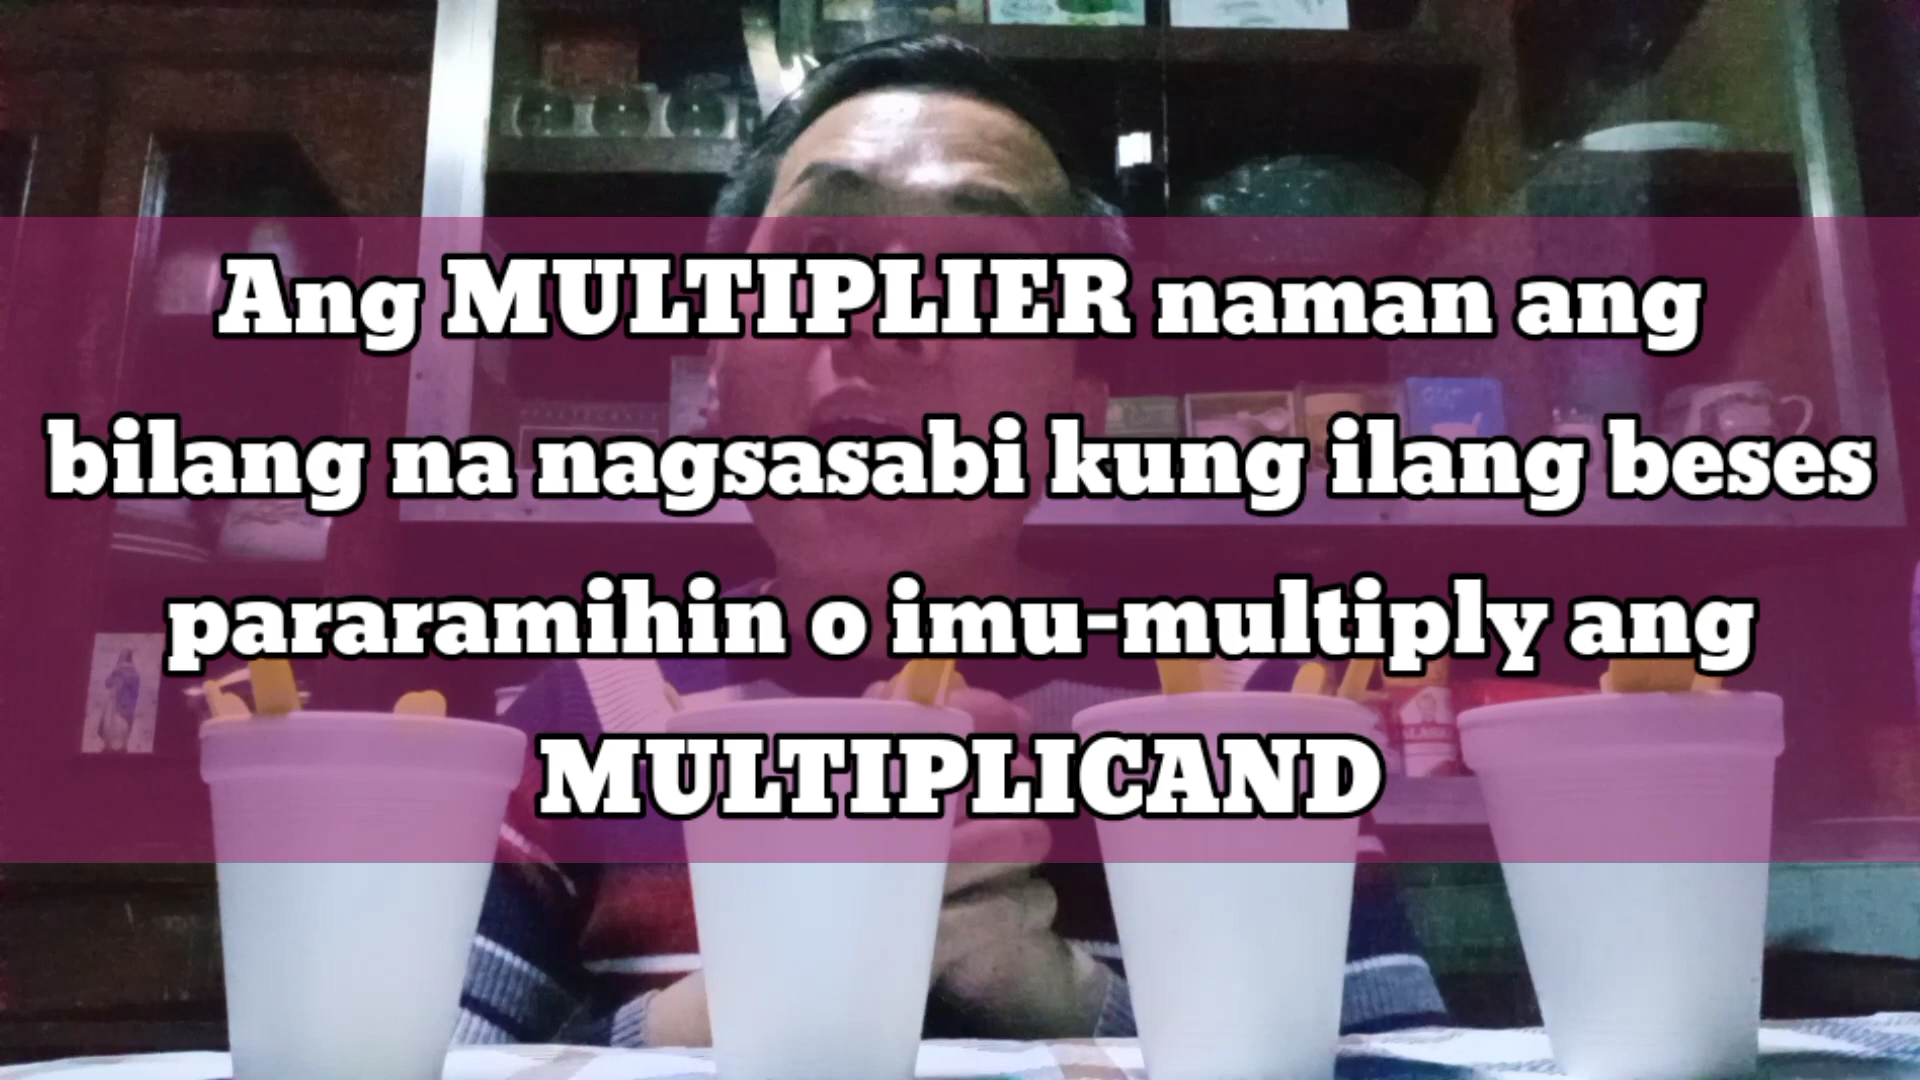 Ang MULTIPLIER naman ang
bilang na nagsasabi kung ilang beses
pararamihin o imu-multiply ang
MULTIPLICAND